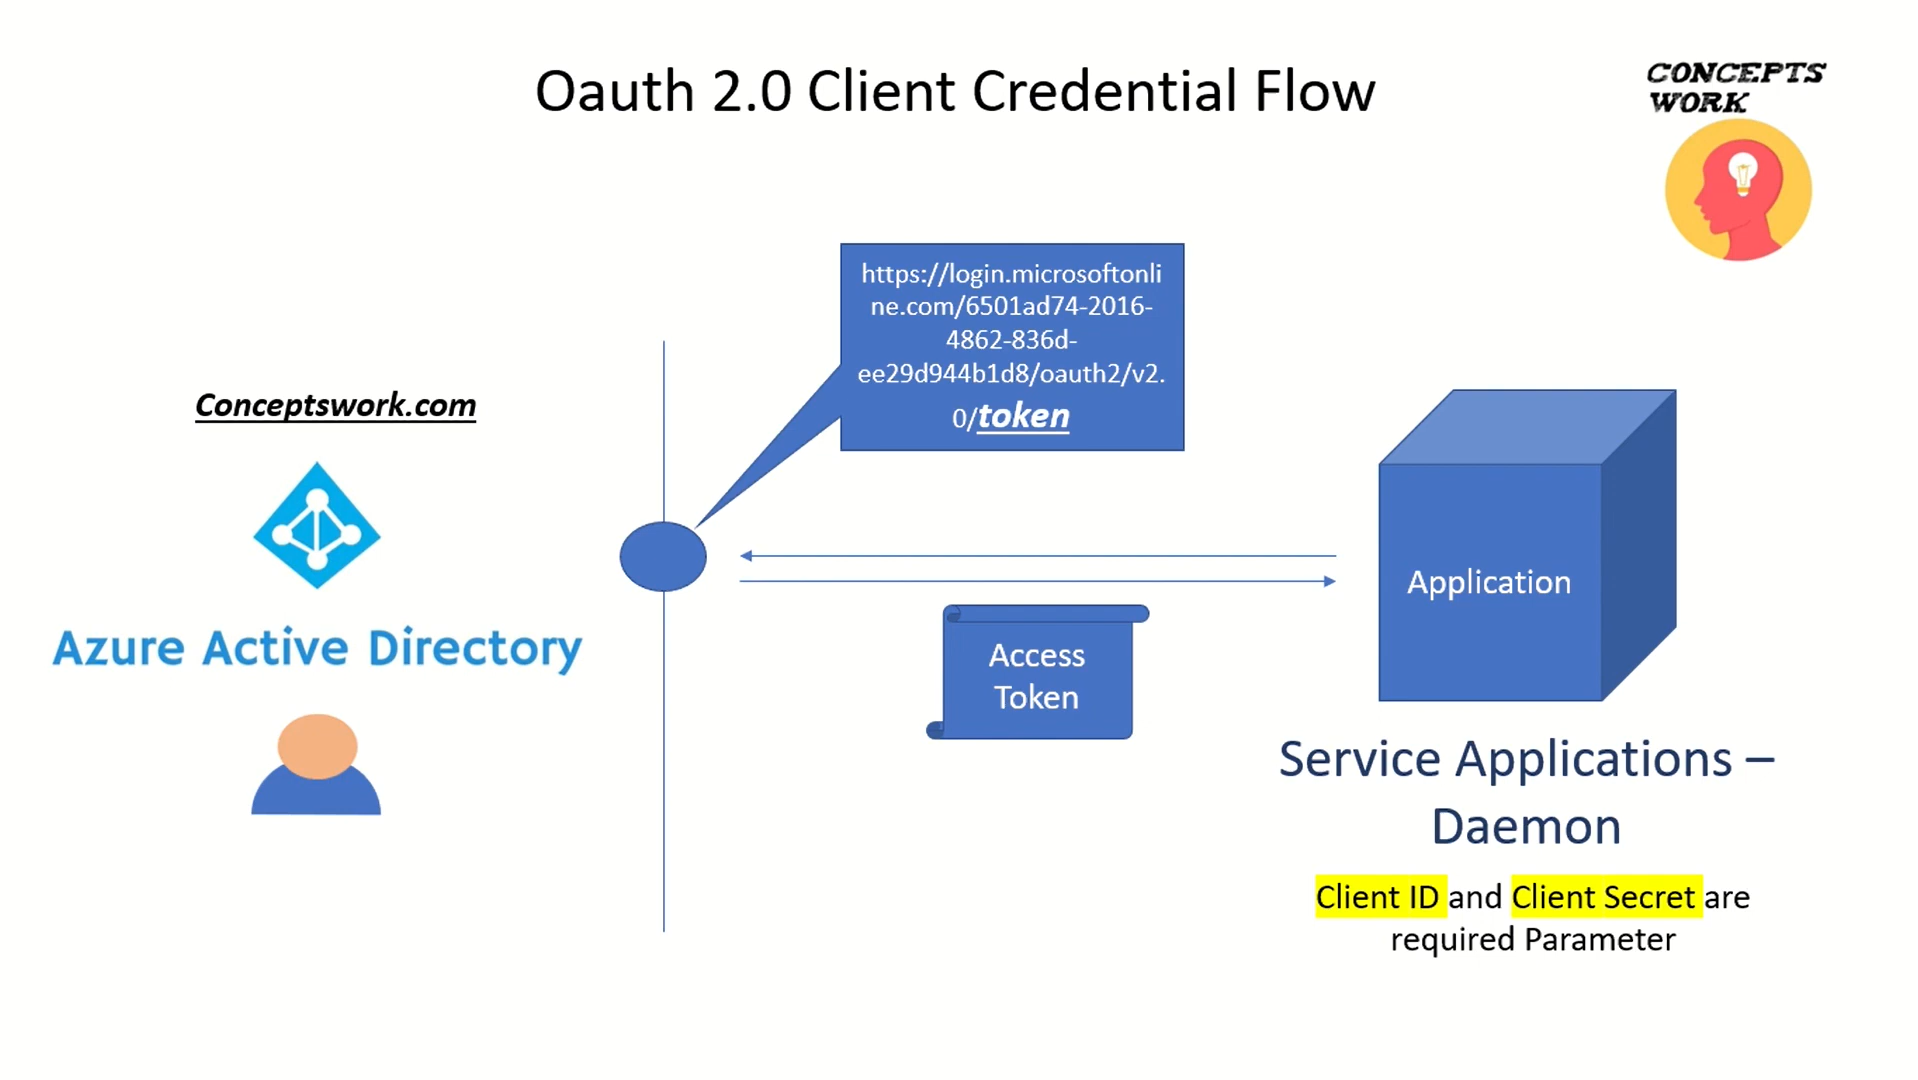 Oauth 2.0 Client Credential Flow
CONCEPTS
WORK
https://login.microsoftonli
ne.com/6501ad74-2016-
4862-836d-
ee29d944b1d8/oauth2/v2.
0/token
Conceptswork.com
Azure Active Directory
Access
Token
Application
Service Applications –
Daemon
Client ID and Client Secret are
required Parameter